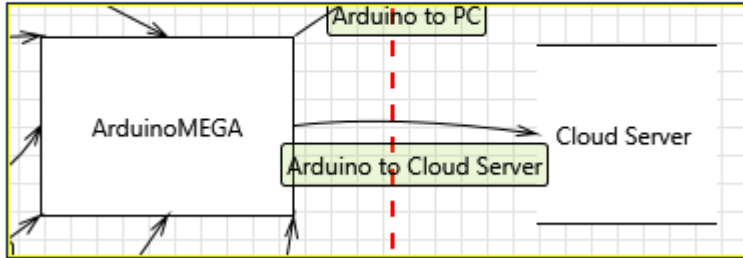 Arduino to PC
ArduinoMEGA
Cloud Server
Arduino to Cloud Server